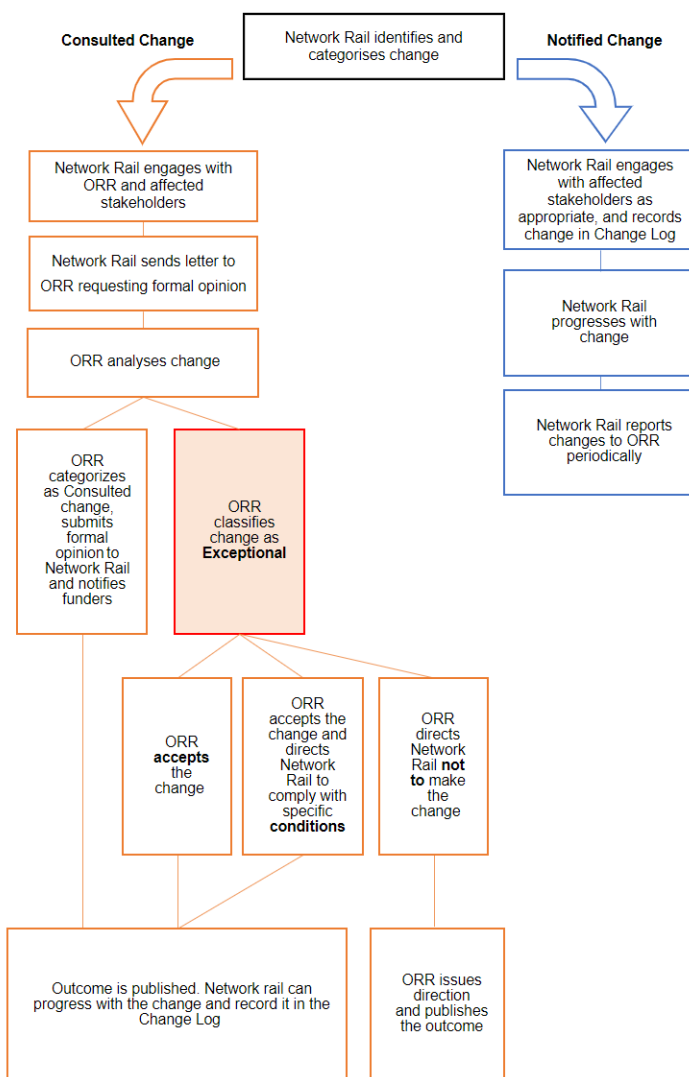 Consulted Change
Network Rail identifies and
categorises change
Notified Change
Network Rail engages with
ORR and affected
stakeholders
Network Rail sends letter to
ORR requesting formal opinion
ORR analyses change
Network Rail engages
with affected
stakeholders as
appropriate, and records
change in Change Log
Network Rail
progresses with
change
Network Rail reports
changes to ORR
periodically
ORR
categorizes
as Consulted
change,
submits
formal
opinion to
Network Rail
and notifies
funders
ORR
classifies
change as
Exceptional
ORR
accepts
the
change
ORR
accepts the
change and
directs
Network
Rail to
comply with
specific
conditions
ORR
directs
Network
Rail not
to make
the
change
Outcome is published. Network rail can
progress with the change and record it in the
Change Log
ORR issues
direction
and publishes
the outcome